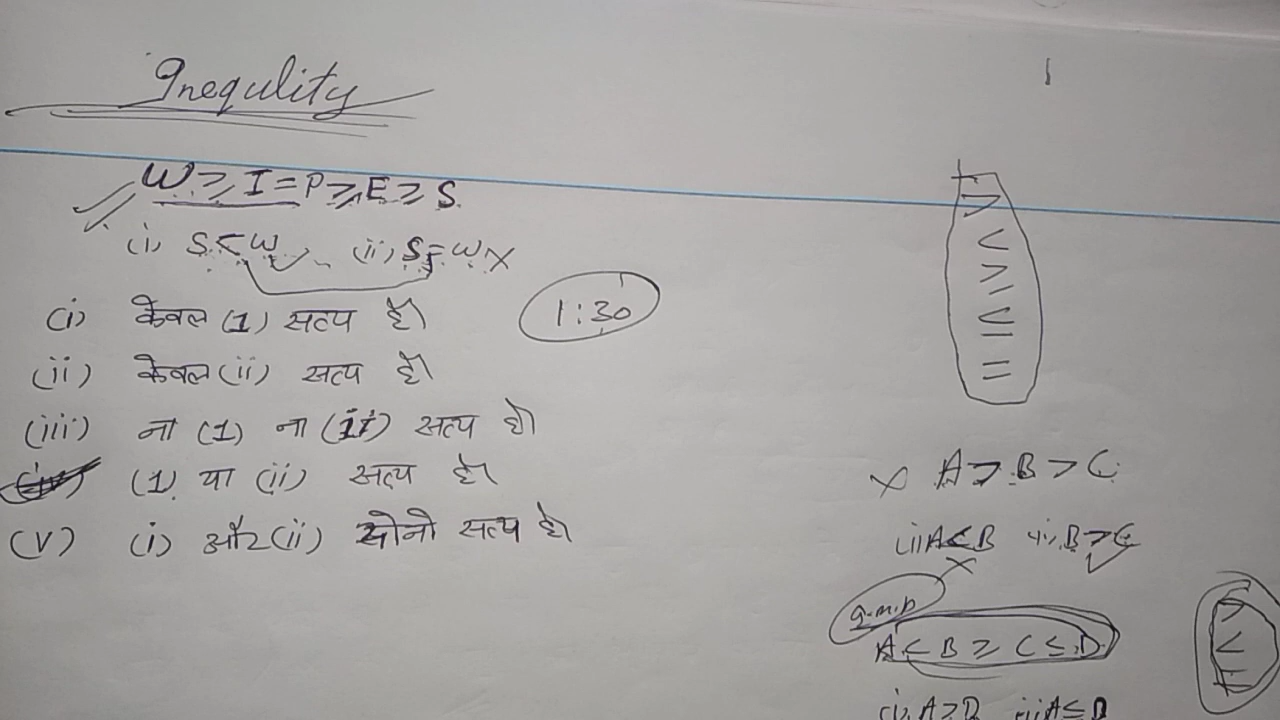 Inequlity
W ≥ I = P ≥ E ≥ S
(i) S < W (ii) S = W ×
(i) केवल (1) सत्य है।
1:30
(ii) केवल (ii) सत्य है।
(iii) ना (1) ना (ii) सत्य है।
(iv) (1) या (ii) सत्य है।
(v) (i) और (ii) दोनो सत्य है।
>
<
≥
≤
=
× A > B > C
(i) A < B (ii) B > C
×
A < B ≥ C ≤ D
>
<